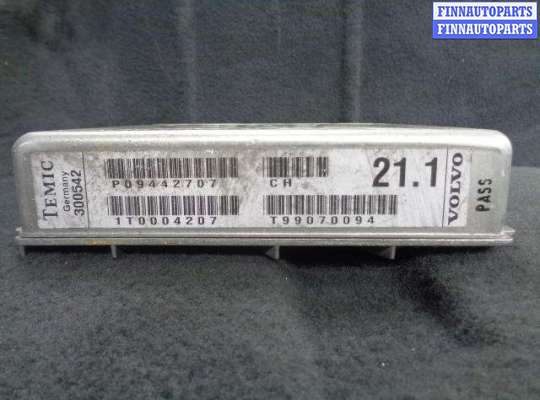 FINNAUTOPARTS
FINNAUTOPARTS
TEMIC
Germany
300542
P09442707
CH
21.1
VOLVO
PASS
1T0004207
T99070094